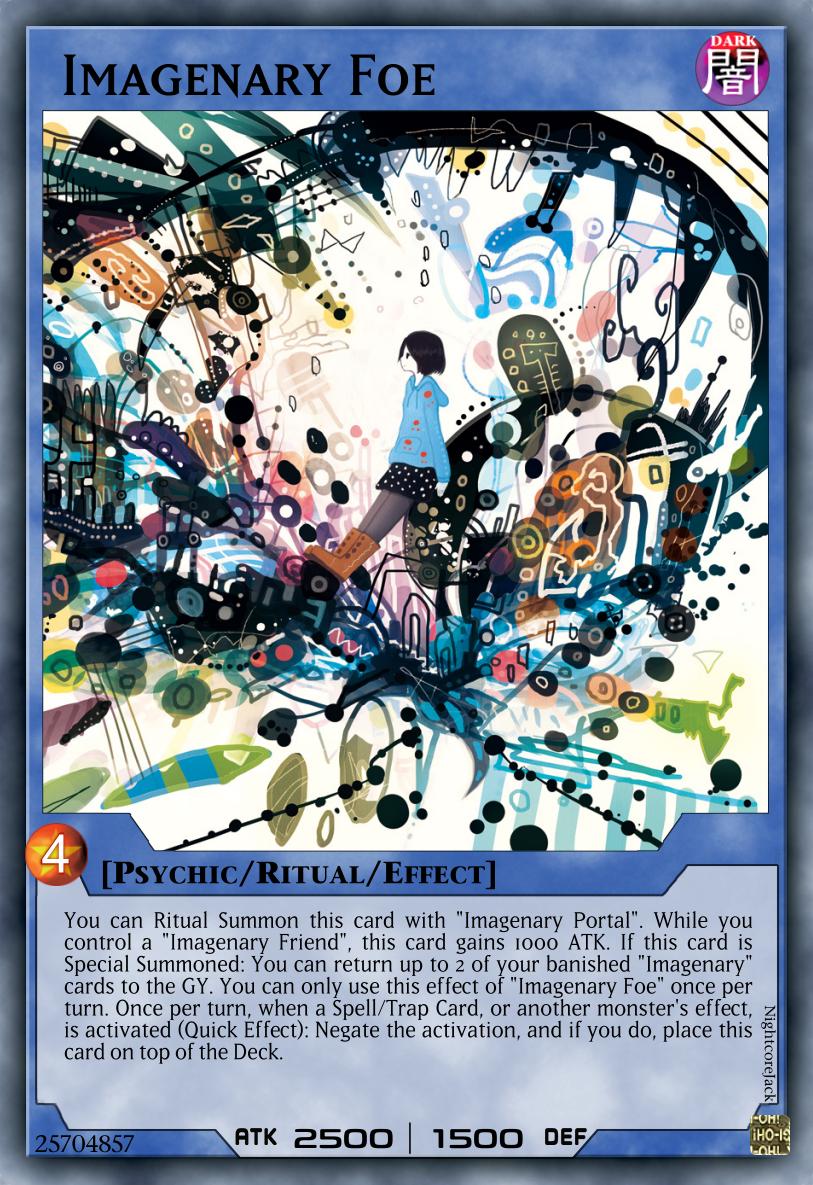 Imagenary Foe
DARK
闇
4
[Psychic/Ritual/Effect]
You can Ritual Summon this card with "Imagenary Portal". While you
control a "Imagenary Friend", this card gains 1000 ATK. If this card is
Special Summoned: You can return up to 2 of your banished "Imagenary"
cards to the GY. You can only use this effect of "Imagenary Foe" once per
turn. Once per turn, when a Spell/Trap Card, or another monster's effect,
is activated (Quick Effect): Negate the activation, and if you do, place this
card on top of the Deck.
NightcoreJack
25704857
ATK 2500 | 1500 DEF